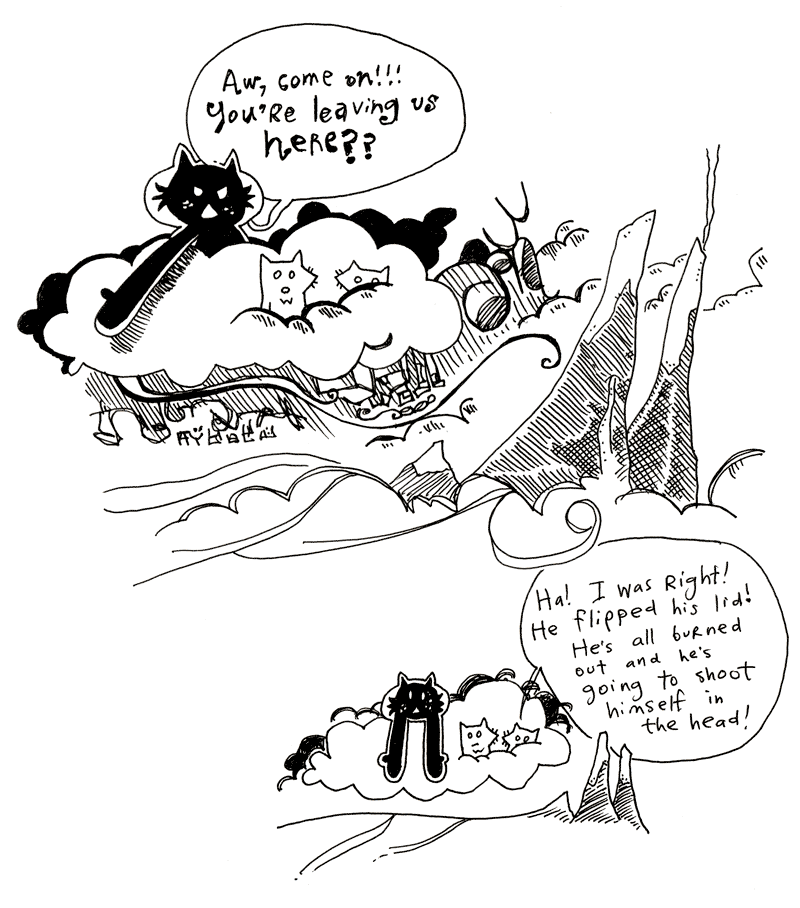 Aw, come on!!!
You're leaving us
here??
Ha! I was Right!
He flipped his lid!
He's all burned
out and he's
going to shoot
himself in
the head!